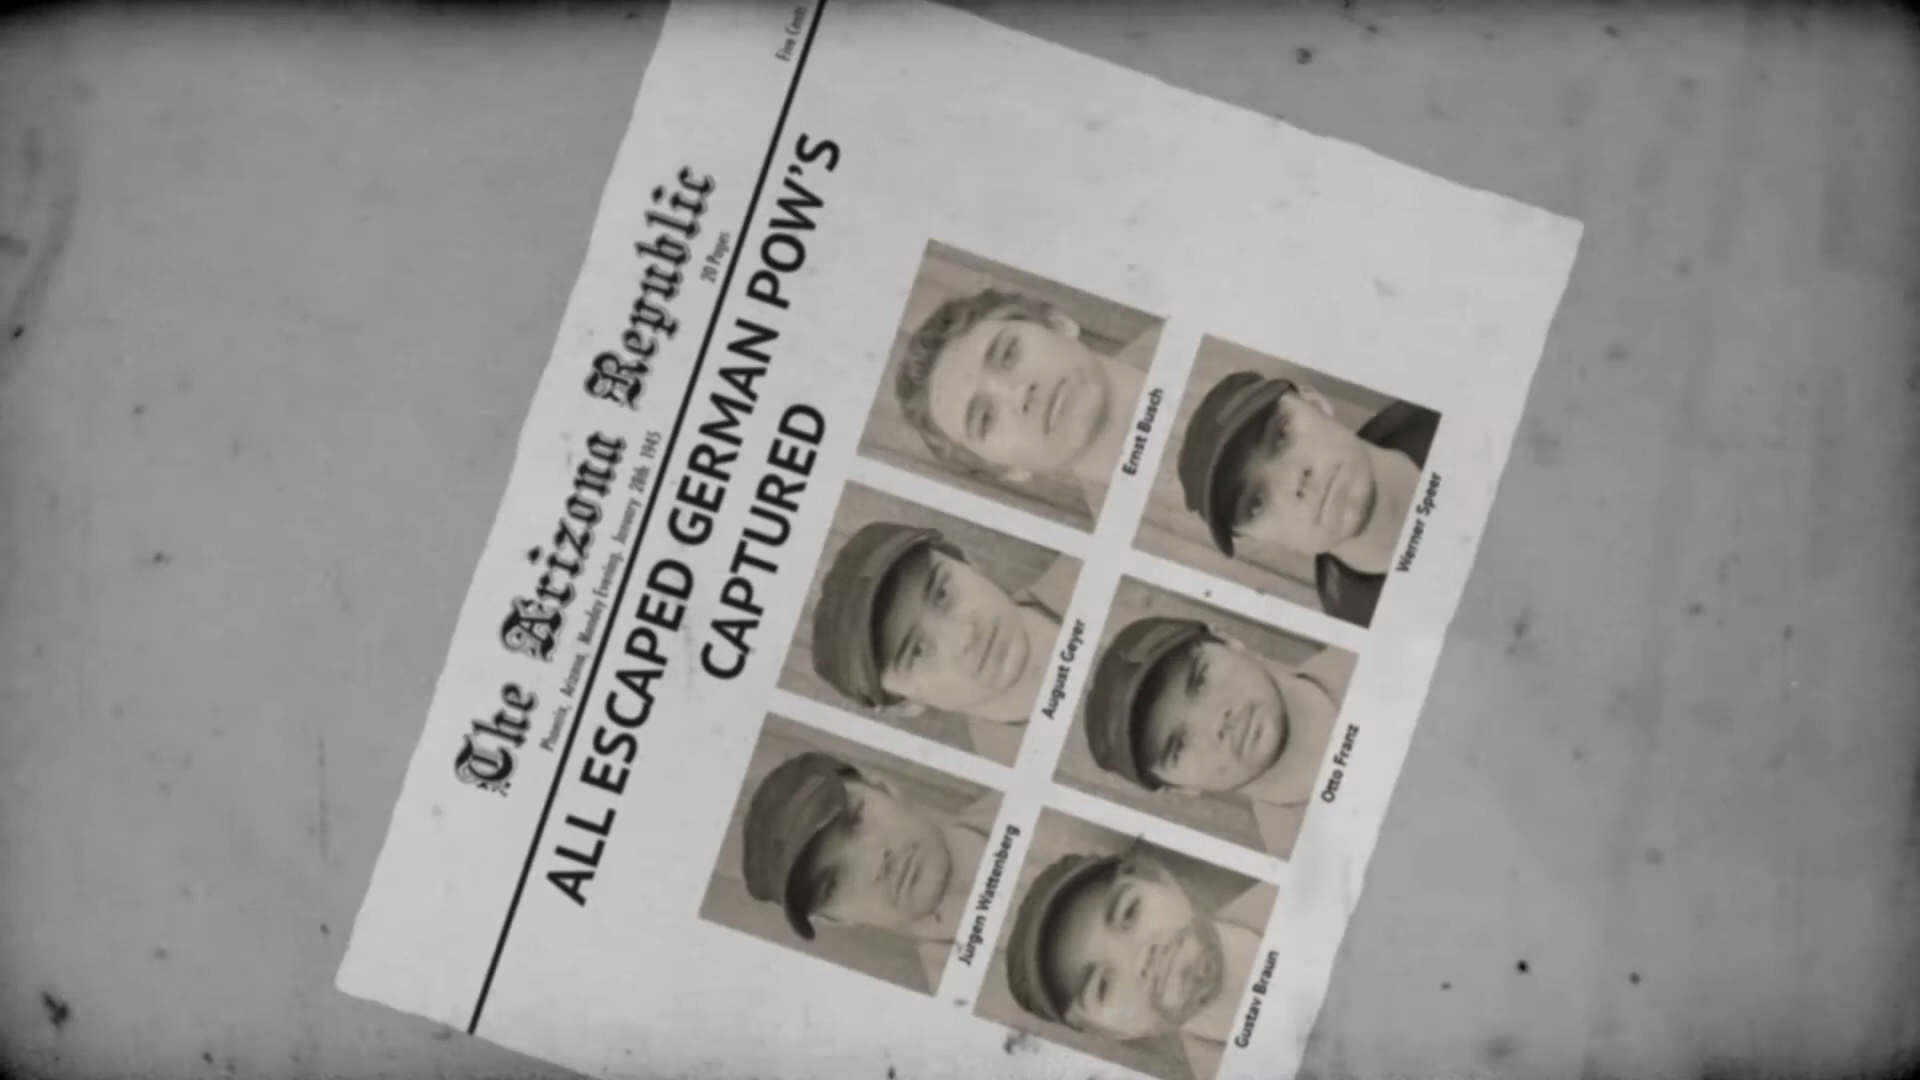 The Arizona Republic
Phoenix, Arizona, Monday Evening, January 28th 1945
20 Pages
Five Cents
ALL ESCAPED GERMAN POW'S
CAPTURED
Jurgen Wattenberg
August Geyer
Ernst Busch
Gustav Braun
Otto Franz
Werner Speer